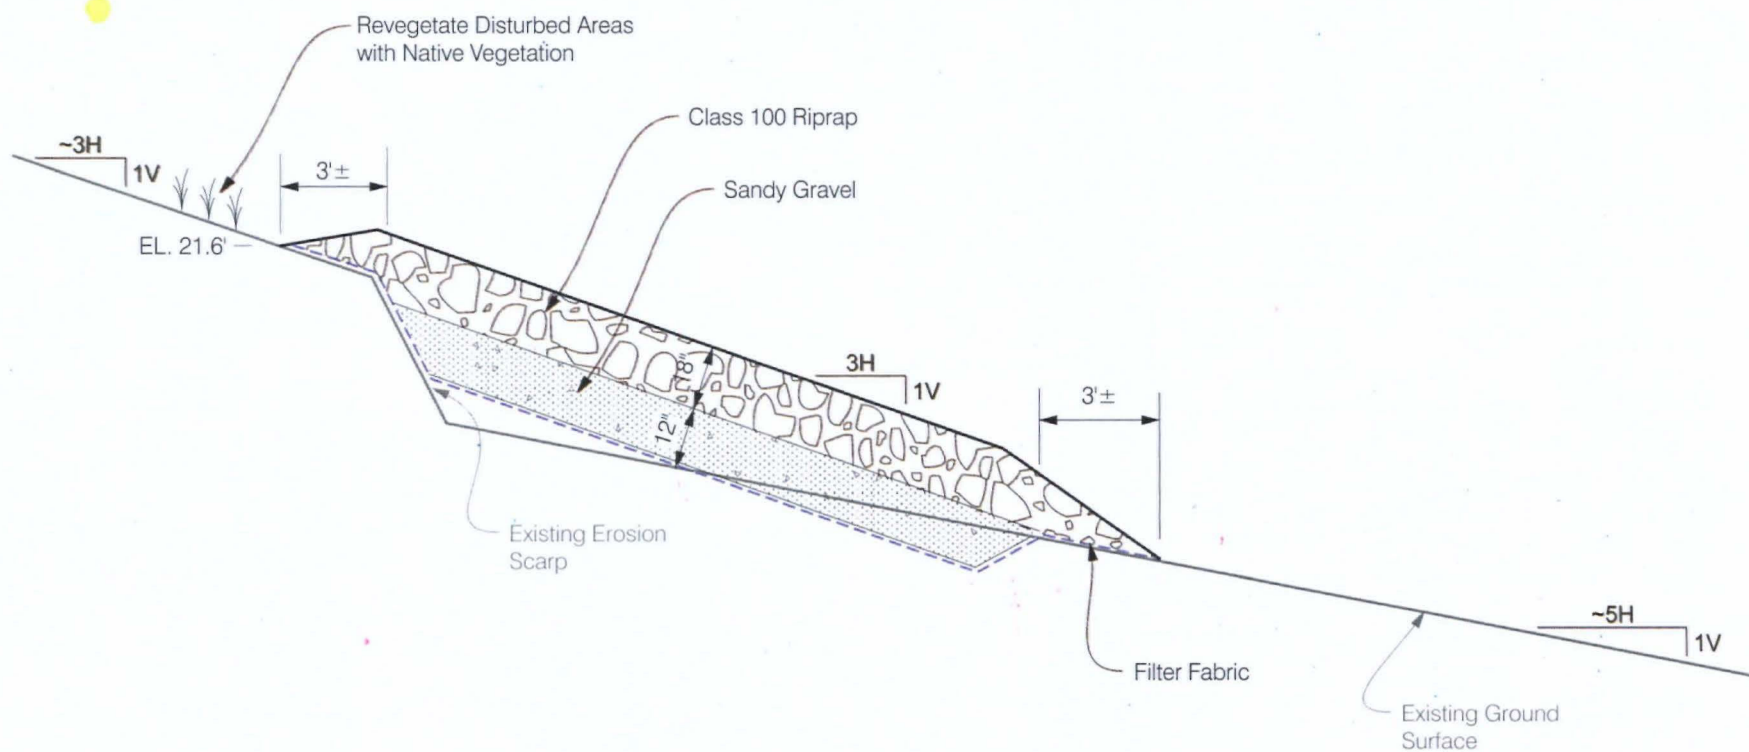 Revegetate Disturbed Areas
with Native Vegetation
Class 100 Riprap
~3H
1V
3'±
Sandy Gravel
EL. 21.6'
18"
3H
1V
3'±
12"
Existing Erosion
Scarp
~5H
1V
Filter Fabric
Existing Ground
Surface